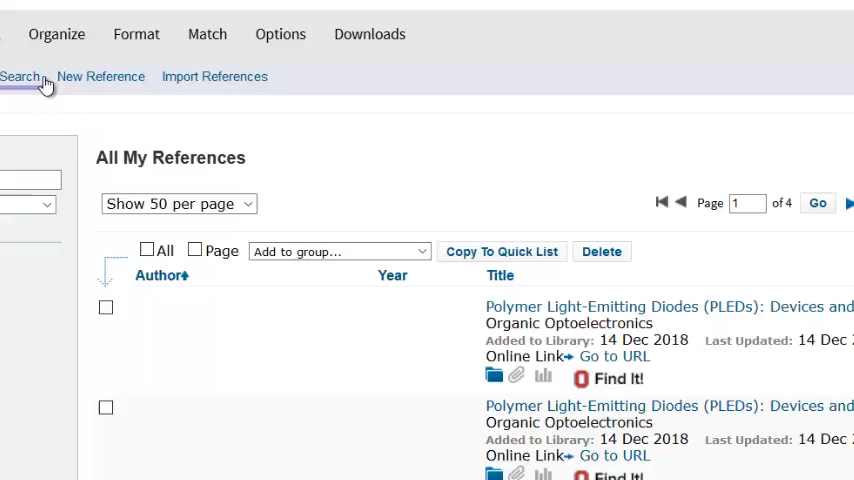 Organize Format Match Options Downloads
Search New Reference Import References
All My References
Show 50 per page Page 1 of 4 Go
All Page Add to group... Copy To Quick List Delete
Author Year Title
Polymer Light-Emitting Diodes (PLEDs): Devices and
Organic Optoelectronics
Added to Library: 14 Dec 2018 Last Updated: 14 Dec
Online Link Go to URL
Find It!
Polymer Light-Emitting Diodes (PLEDs): Devices and
Organic Optoelectronics
Added to Library: 14 Dec 2018 Last Updated: 14 Dec
Online Link Go to URL
Find It!